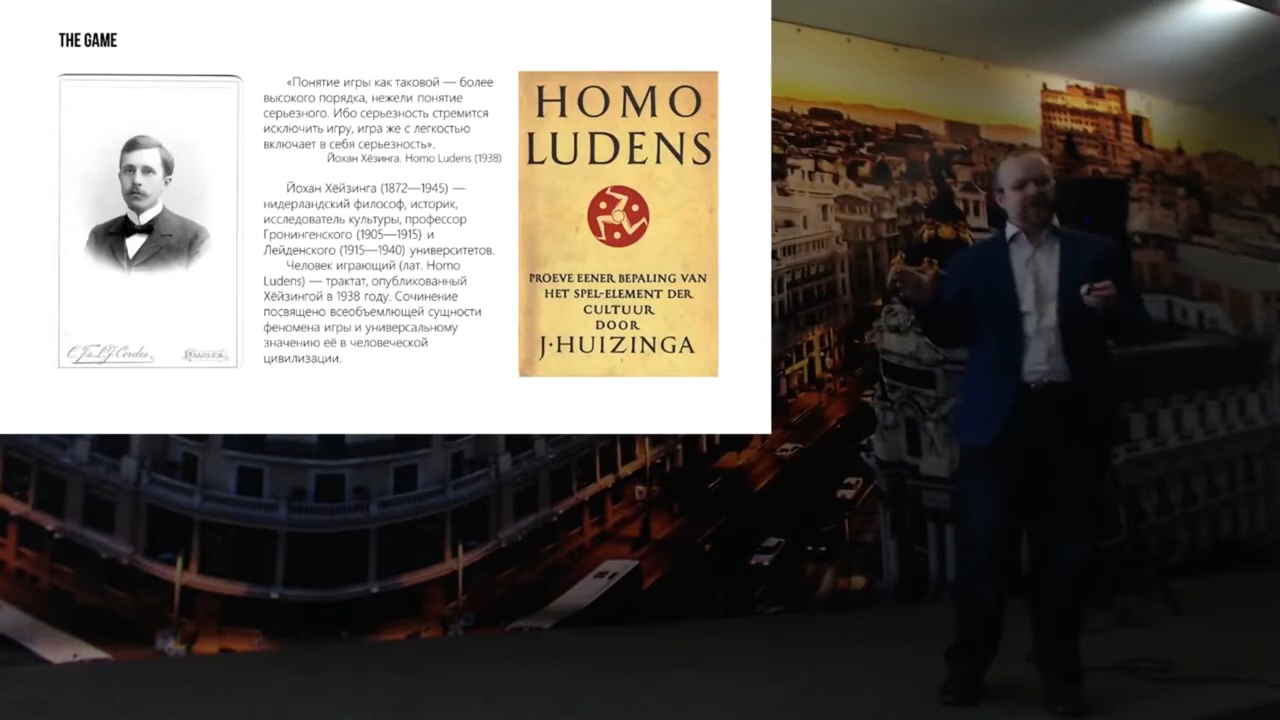 THE GAME
«Понятие игры как таковой — более
высокого порядка, нежели понятие
серьезного. Ибо серьезность стремится
исключить игру, игра же с легкостью
включает в себя серьезность».
Йохан Хёзинга. Homo Ludens (1938)
Йохан Хёйзинга (1872—1945) —
нидерландский философ, историк,
исследователь культуры, профессор
Гронингенского (1905—1915) и
Лейденского (1915—1940) университетов.
Человек играющий (лат. Homo
Ludens) — трактат, опубликованный
Хёйзингой в 1938 году. Сочинение
посвящено всеобъемлющей сущности
феномена игры и универсальному
значению её в человеческой
цивилизации.
HAARLEM.
HOMO
LUDENS
PROEVE EENER BEPALING VAN
HET SPEL-ELEMENT DER
CULTUUR
DOOR
J·HUIZINGA